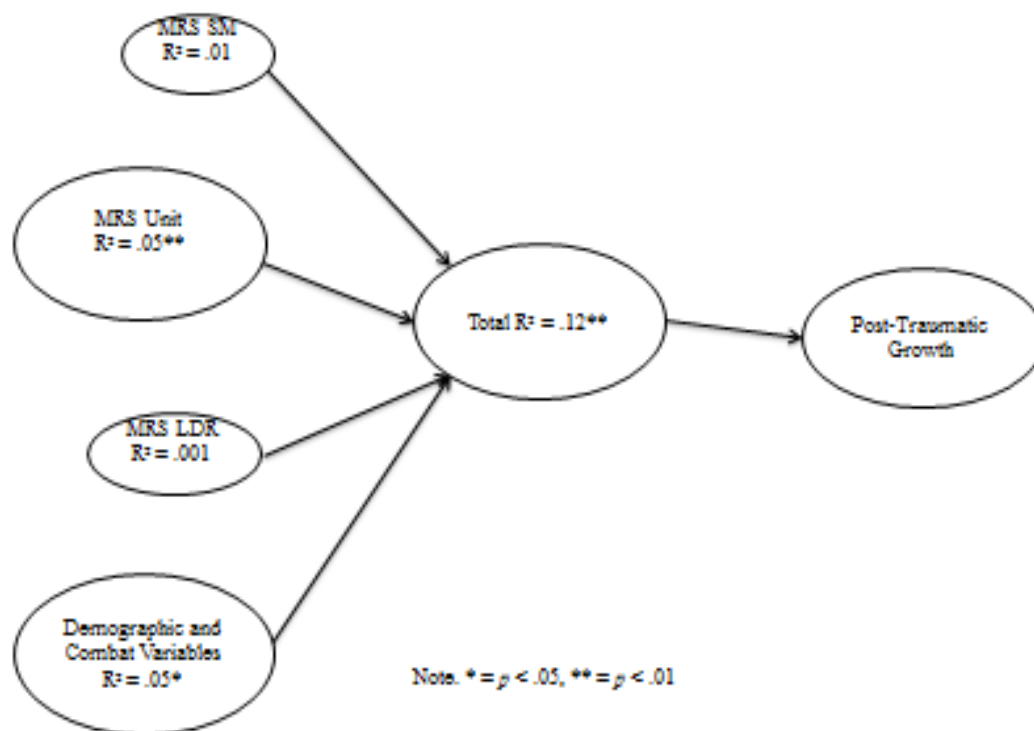 MRS SM
R² = .01
MRS Unit
R² = .05**
Total R² = .12**
Post-Traumatic
Growth
MRS LDR
R² = .001
Demographic and
Combat Variables
R² = .05*
Note. * = p < .05, ** = p < .01